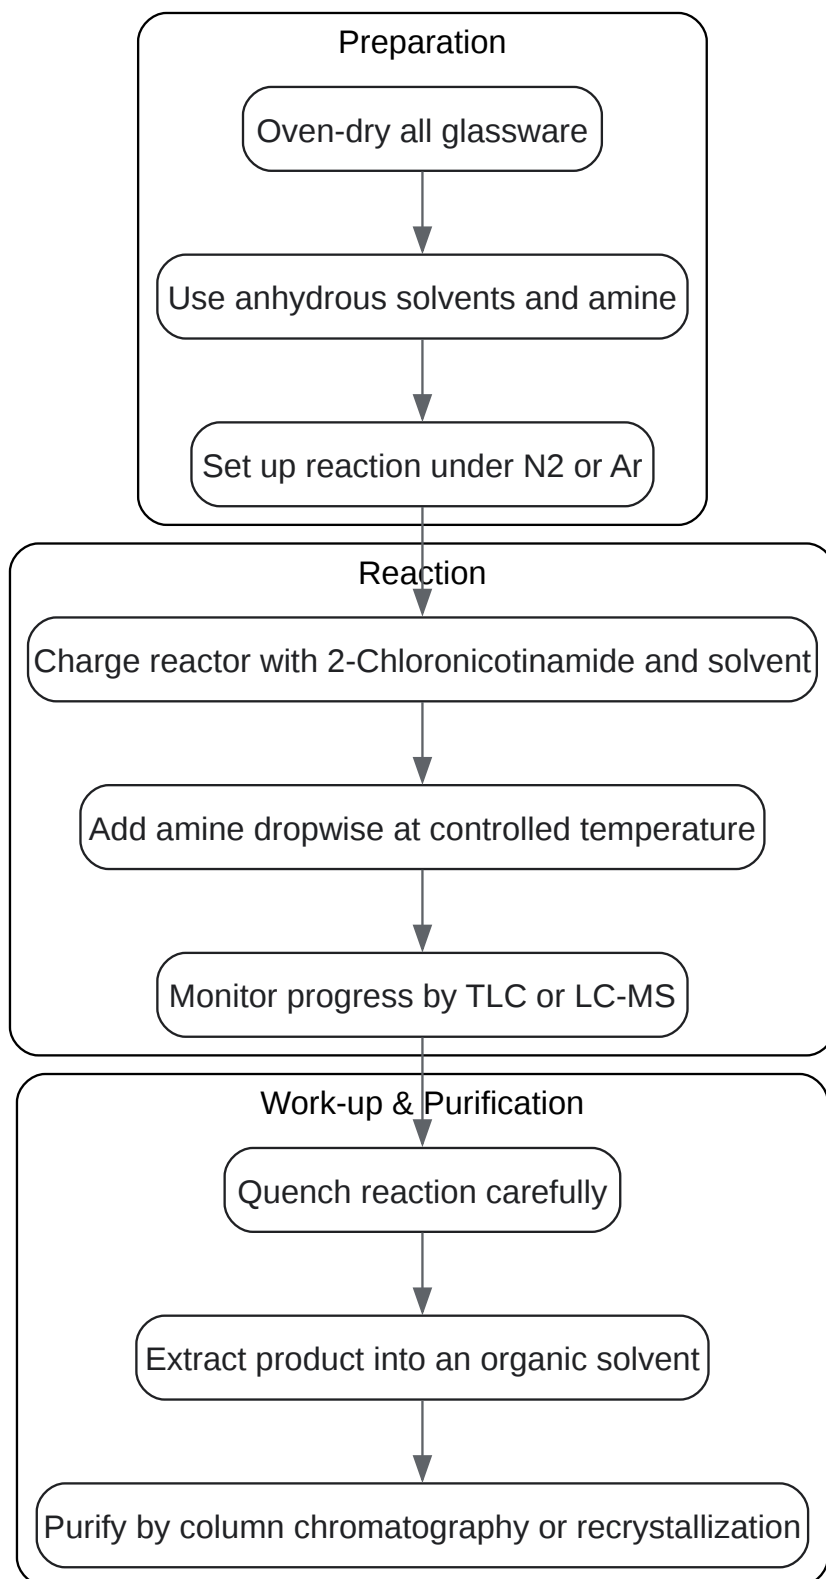 Preparation
Oven-dry all glassware
Use anhydrous solvents and amine
Set up reaction under N2 or Ar
Reaction
Charge reactor with 2-Chloronicotinamide and solvent
Add amine dropwise at controlled temperature
Monitor progress by TLC or LC-MS
Work-up & Purification
Quench reaction carefully
Extract product into an organic solvent
Purify by column chromatography or recrystallization